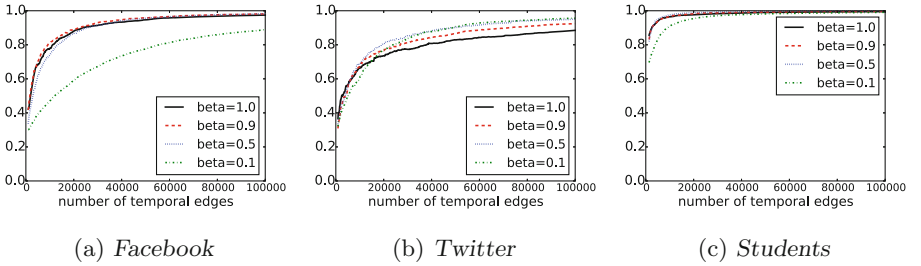 1.0
0.8
0.6
0.4
0.2
0.0
beta=1.0
beta=0.9
beta=0.5
beta=0.1
0 20000 40000 60000 80000 100000
number of temporal edges
(a) Facebook
1.0
0.8
0.6
0.4
0.2
0.0
beta=1.0
beta=0.9
beta=0.5
beta=0.1
0 20000 40000 60000 80000 100000
number of temporal edges
(b) Twitter
1.0
0.8
0.6
0.4
0.2
0.0
beta=1.0
beta=0.9
beta=0.5
beta=0.1
0 20000 40000 60000 80000 100000
number of temporal edges
(c) Students